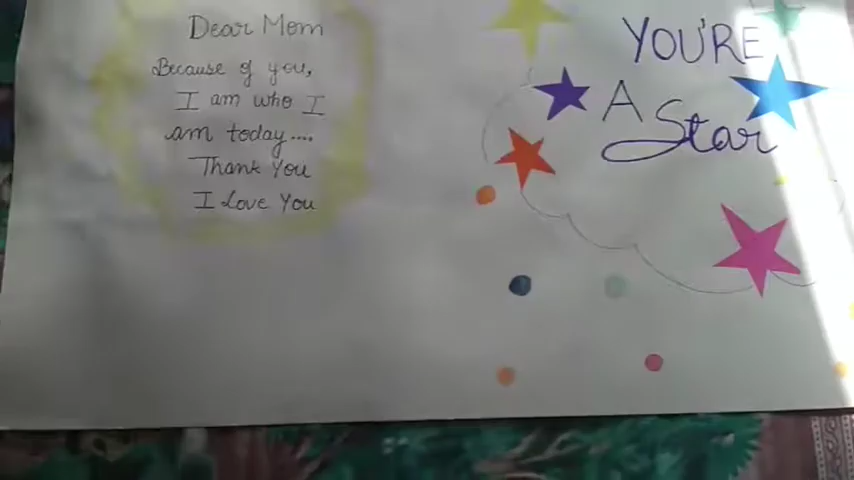 Dear Mom
Because of you,
I am who I
am today....
Thank You
I Love You
YOU'RE
A Star